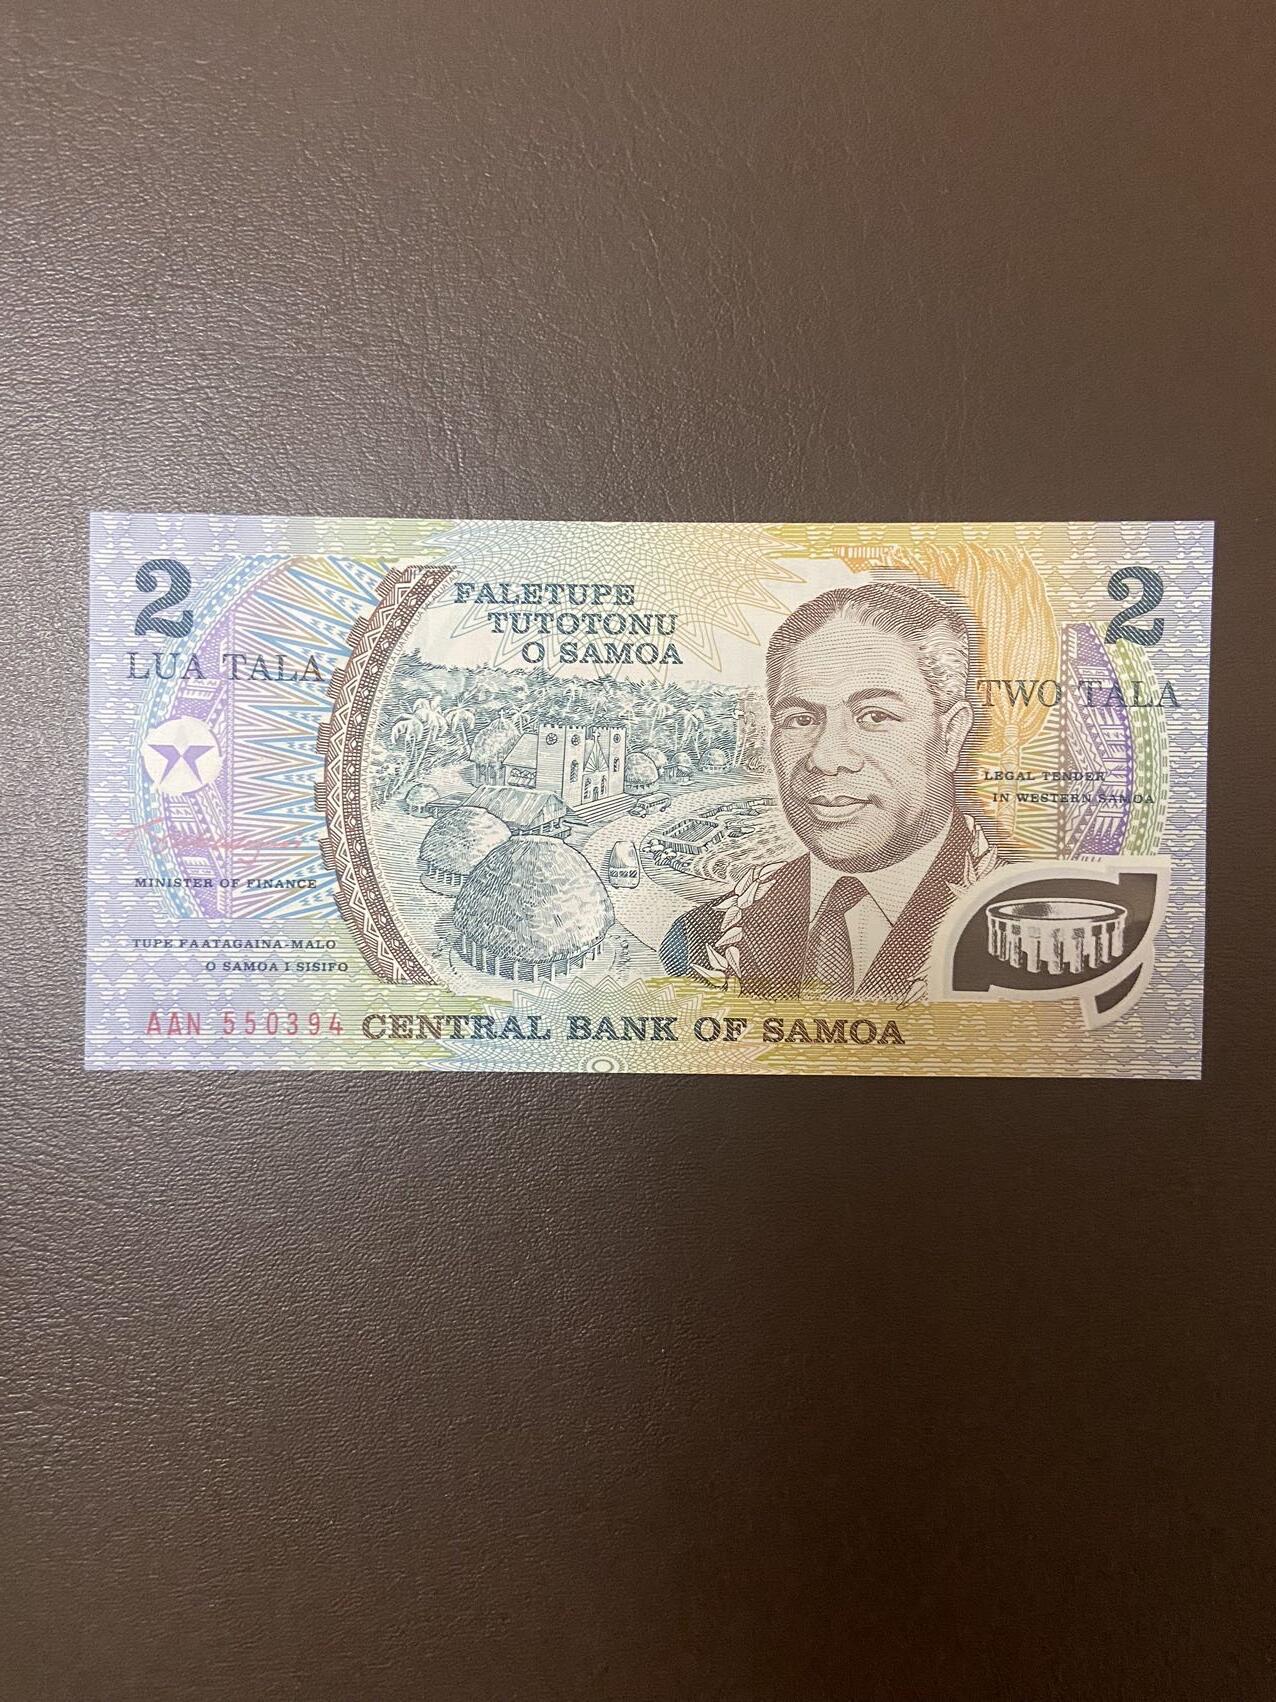 2
LUA TALA
FALETUPE
TUTOTONU
O SAMOA
2
TWO TALA
LEGAL TENDER
IN WESTERN SAMOA
MINISTER OF FINANCE
TUPE FAATAGAINA-MALO
O SAMOA I SISIFO
AAN 550394
CENTRAL BANK OF SAMOA